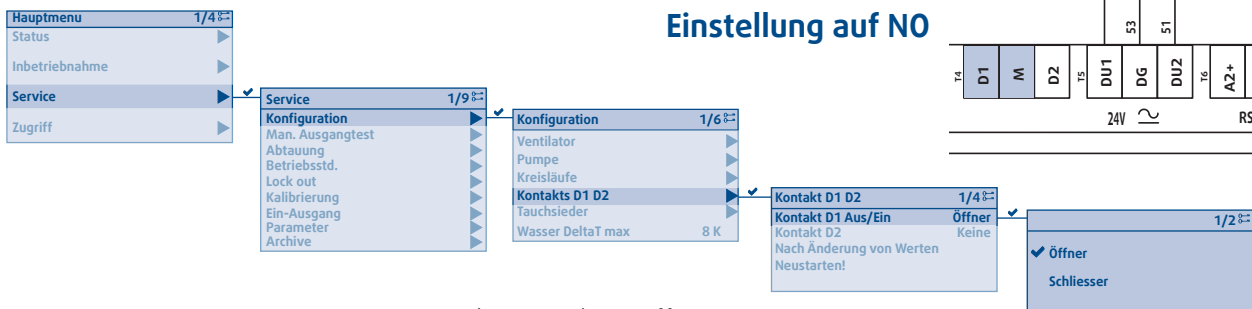 Einstellung auf NO
Hauptmenu 1/4
Status
Inbetriebnahme
Service
Zugriff
Service 1/9
Konfiguration
Man. Ausgangtest
Abtauung
Betriebsstd.
Lock out
Kalibrierung
Ein-Ausgang
Parameter
Archive
Konfiguration 1/6
Ventilator
Pumpe
Kreisläufe
Kontakts D1 D2
Tauchsieder
Wasser DeltaT max 8 K
Kontakt D1 D2 1/4
Kontakt D1 Aus/Ein Öffner
Kontakt D2 Keine
Nach Änderung von Werten
Neustarten!
1/2
Öffner
Schliesser
53 51
T4 D1 M D2 T5 DU1 DG DU2 T6 A2+
24V RS